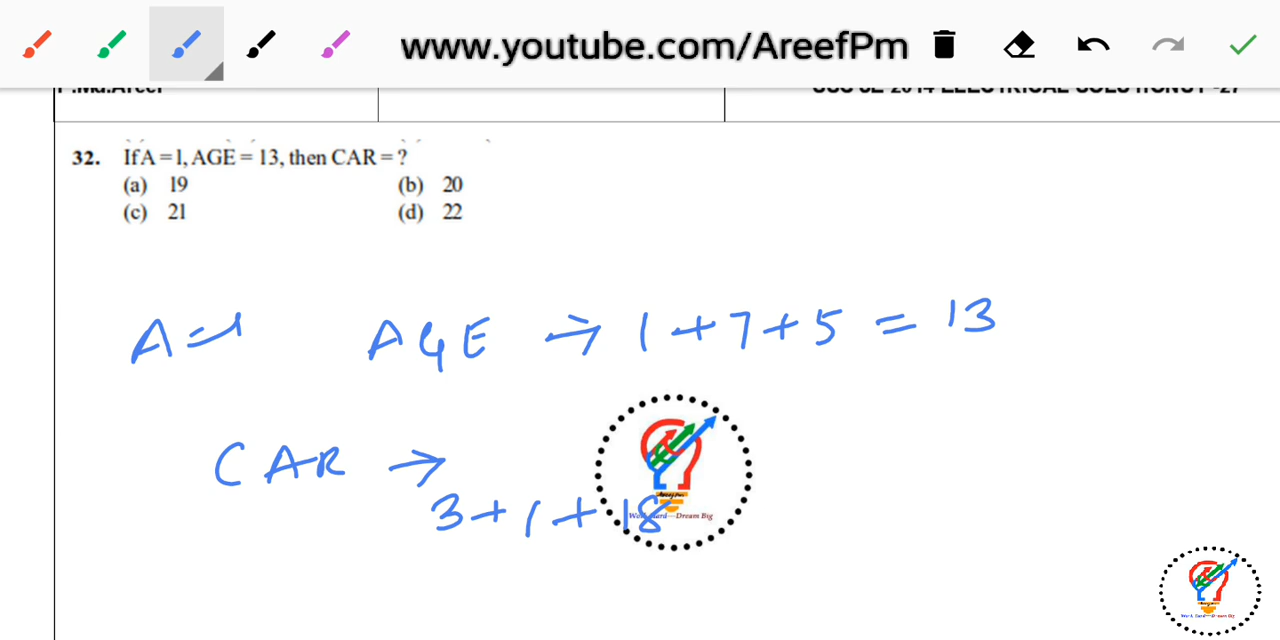 www.youtube.com/AreefPm
32. If A = 1, AGE = 13, then CAR = ?
(a) 19 (b) 20
(c) 21 (d) 22
A = 1 AGE → 1 + 7 + 5 = 13
CAR →
3 + 1 + 18